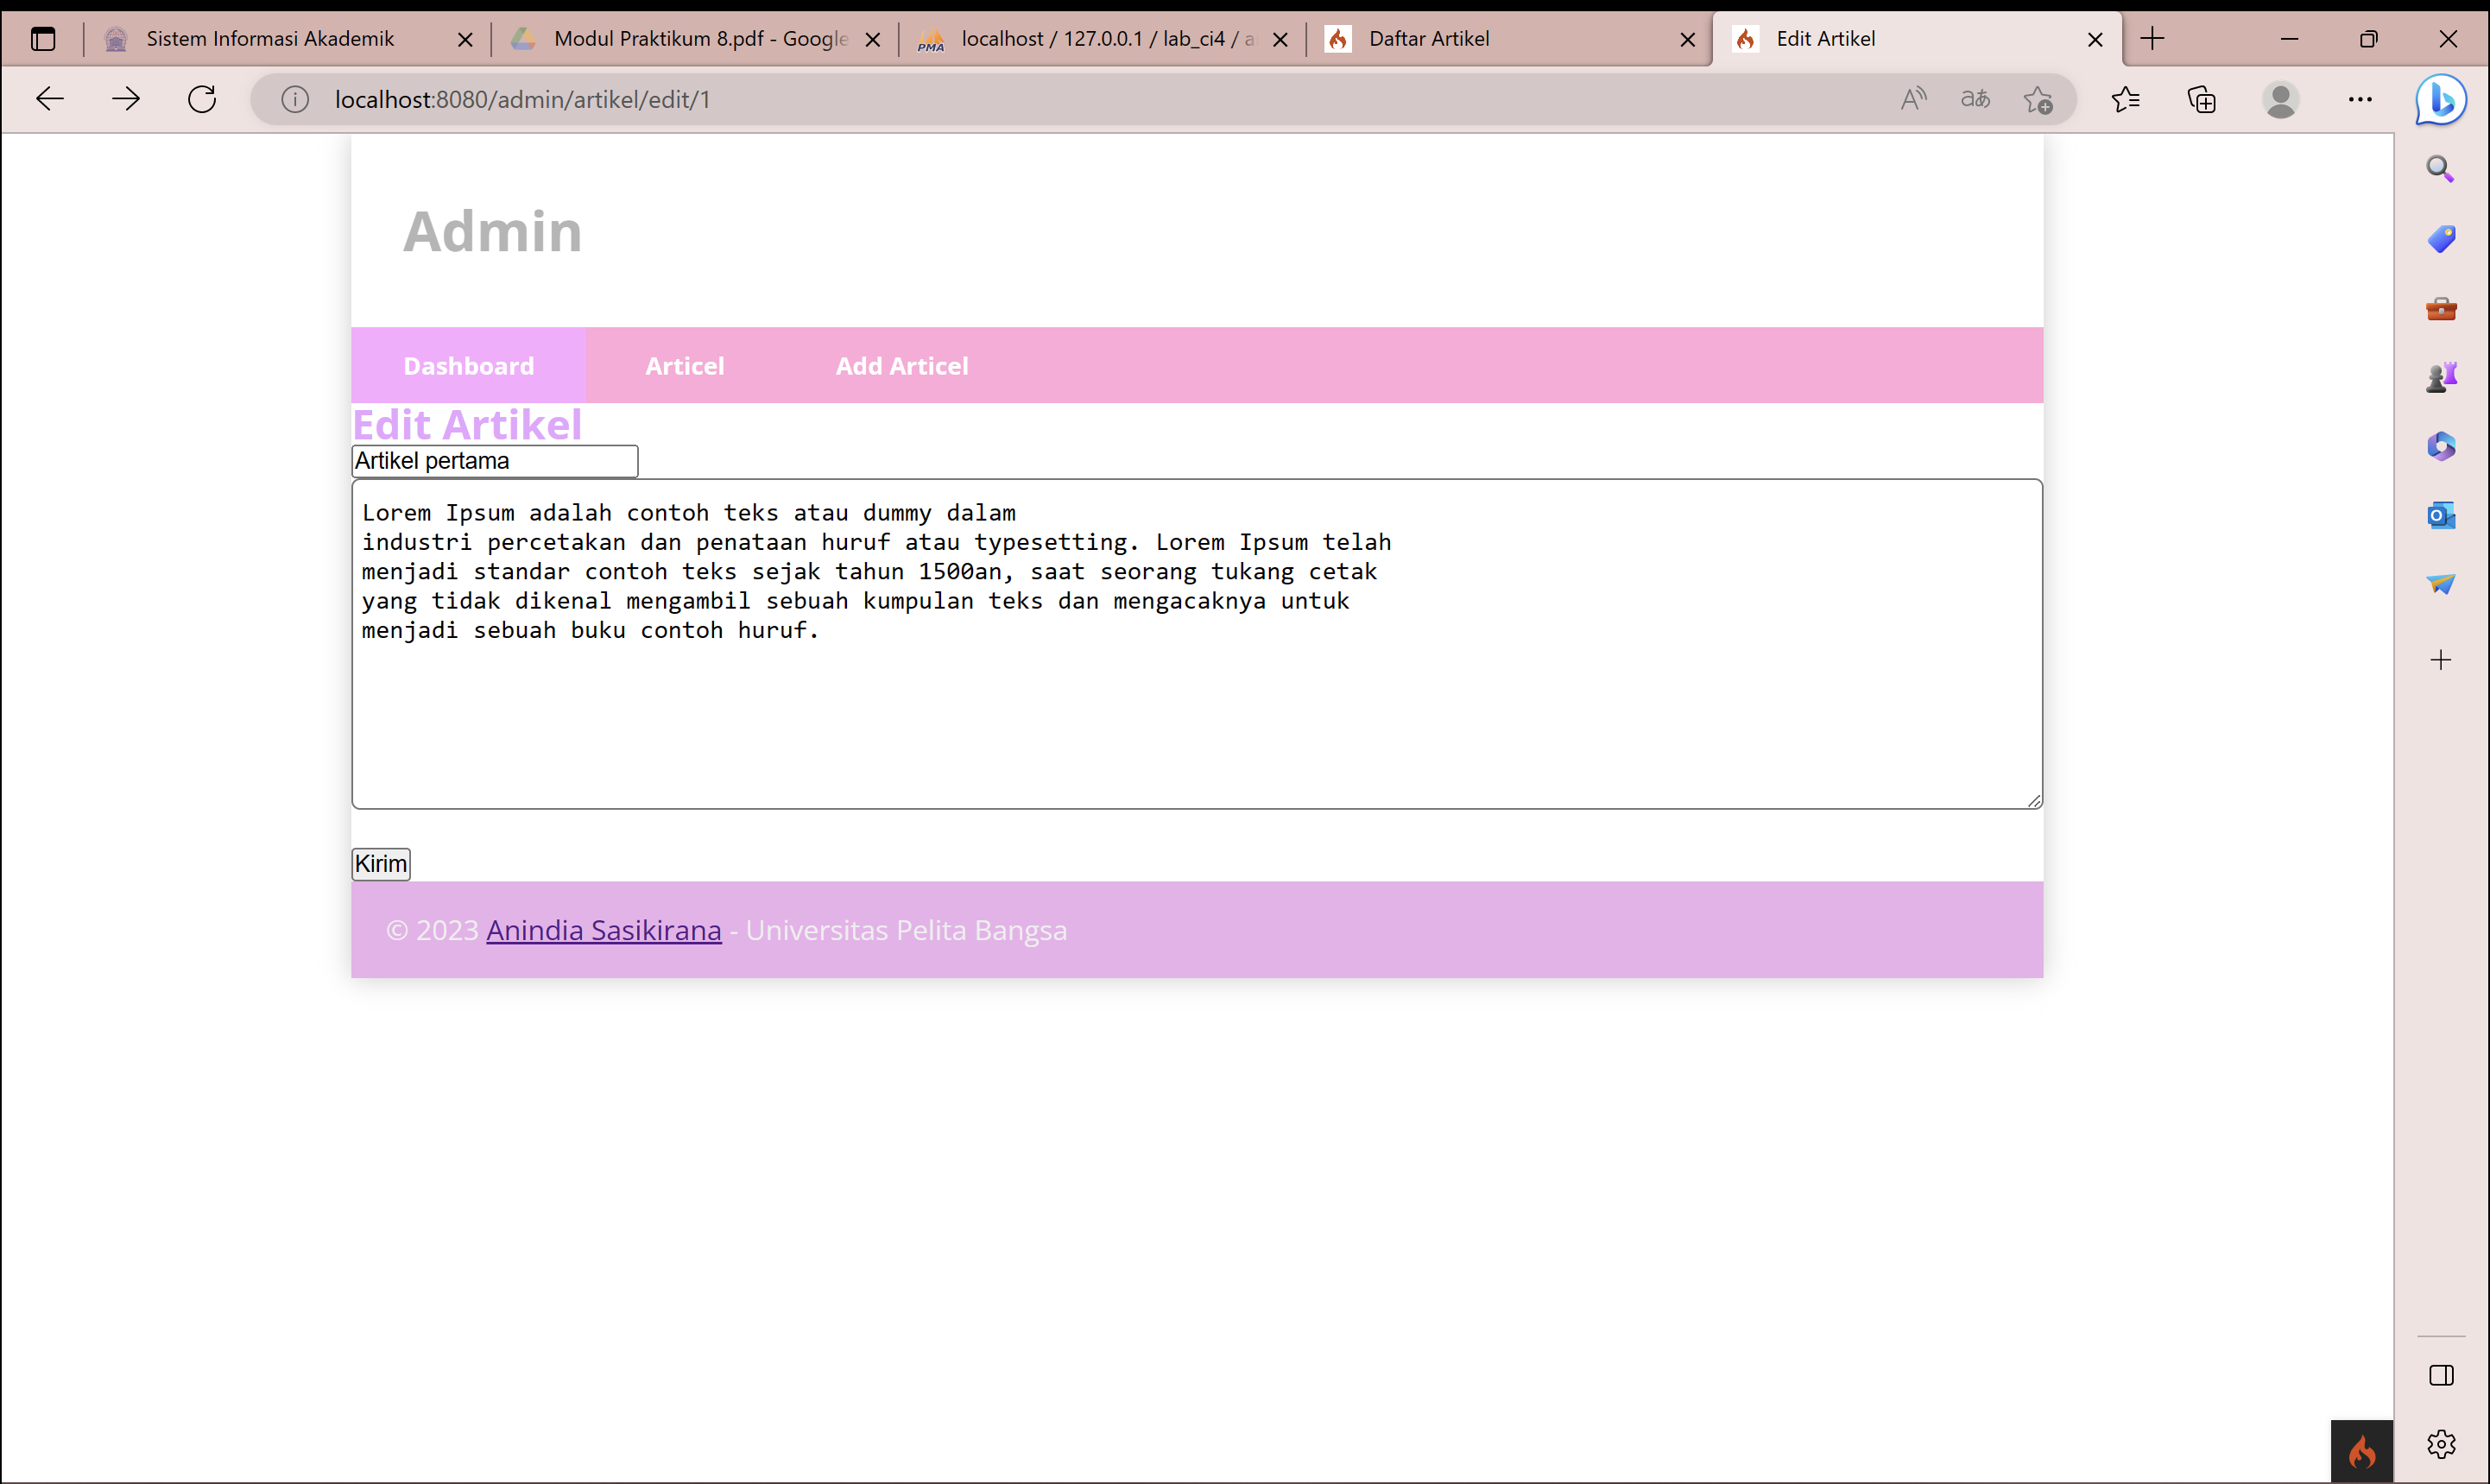 Sistem Informasi Akademik
Modul Praktikum 8.pdf - Google
PMA
localhost / 127.0.0.1 / lab_ci4 / a
Daftar Artikel
Edit Artikel
localhost:8080/admin/artikel/edit/1
Admin
Dashboard
Articel
Add Articel
Edit Artikel
Artikel pertama
Lorem Ipsum adalah contoh teks atau dummy dalam
industri percetakan dan penataan huruf atau typesetting. Lorem Ipsum telah
menjadi standar contoh teks sejak tahun 1500an, saat seorang tukang cetak
yang tidak dikenal mengambil sebuah kumpulan teks dan mengacaknya untuk
menjadi sebuah buku contoh huruf.
Kirim
© 2023 Anindia Sasikirana - Universitas Pelita Bangsa